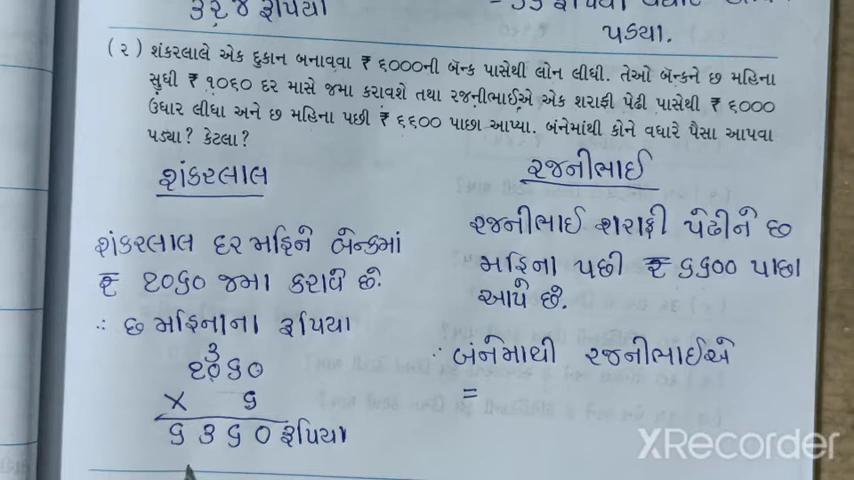 ૩૨૪ રૂપિયા
પડ્યા.
(૨) શંકરલાલે એક દુકાન બનાવવા ₹ ૬૦૦૦ની બૅન્ક પાસેથી લોન લીધી. તેઓ બૅન્કને છ મહિના
સુધી ₹ ૧૦૬૦ દર માસે જમા કરાવશે તથા રજનીભાઈએ એક શરાફી પેઢી પાસેથી ₹ ૬૦૦૦
ઉધાર લીધા અને છ મહિના પછી ₹ ૬૬૦૦ પાછા આપ્યા. બંનેમાંથી કોને વધારે પૈસા આપવા
પડ્યા? કેટલા?
શંકરલાલ
શંકરલાલ દર મહિને બેન્કમાં
₹ ૧૦૬૦ જમા કરાવે છે.
∴ છ મહિનાના રૂપિયા
૩
૧૦૬૦
× ૬
૬૩૬૦ રૂપિયા
રજનીભાઈ
રજનીભાઈ શરાફી પેઢીને છ
મહિના પછી ₹ ૬૬૦૦ પાછા
આપે છે.
∴ બંનેમાથી રજનીભાઈએ
=
XRecorder